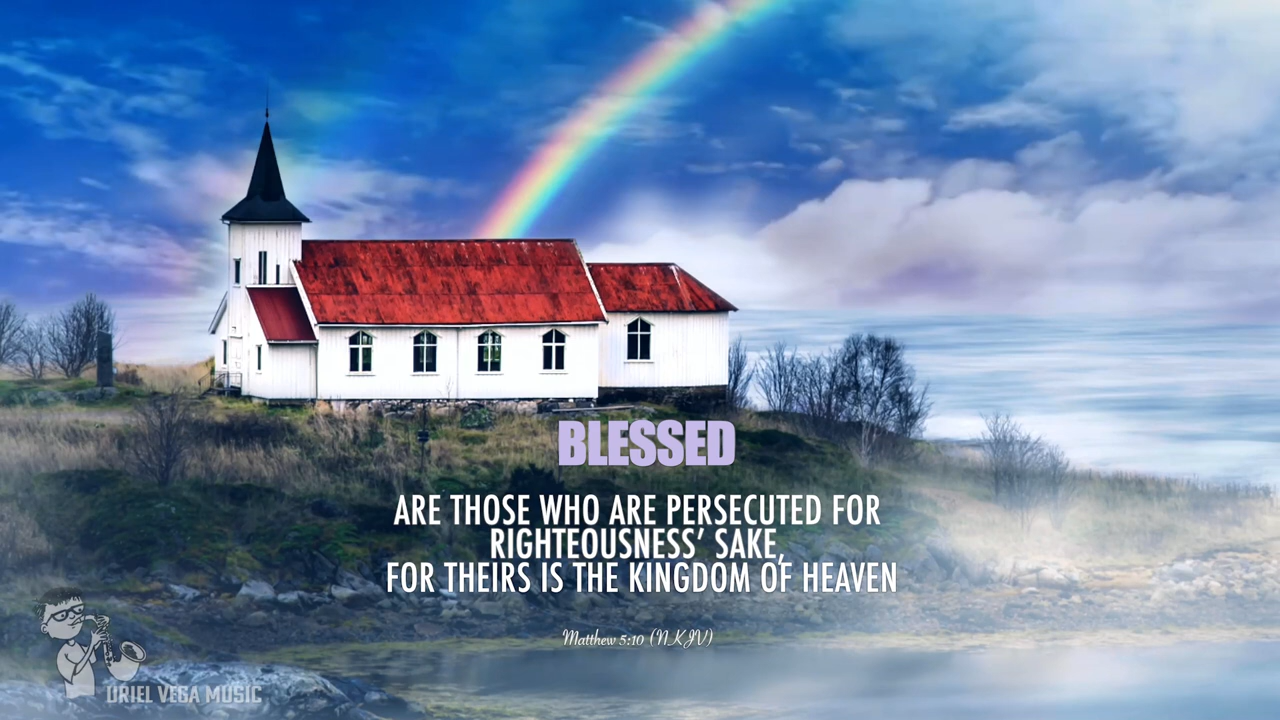 BLESSED
ARE THOSE WHO ARE PERSECUTED FOR
RIGHTEOUSNESS’ SAKE,
FOR THEIRS IS THE KINGDOM OF HEAVEN
Matthew 5:10 (NKJV)
URIEL VEGA MUSIC